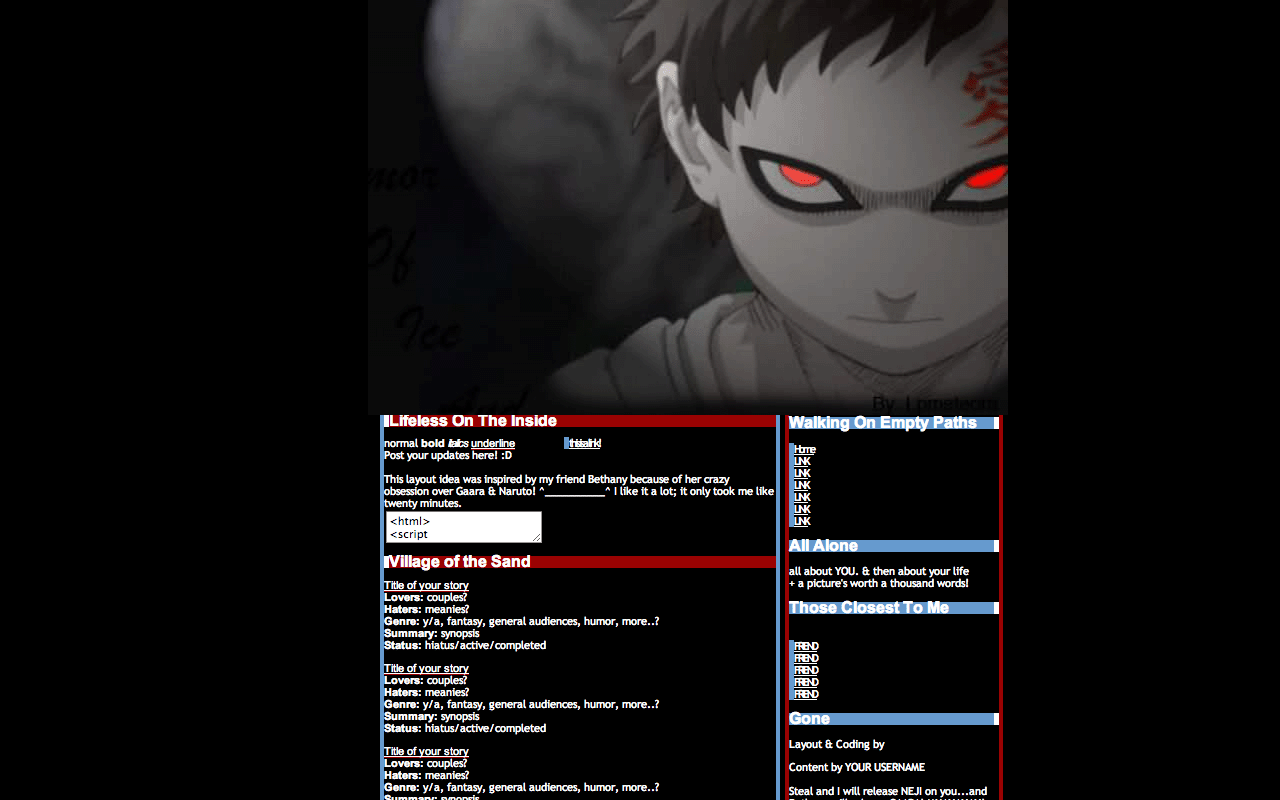 愛
Of
Ice
By
Lifeless On The Inside
normal bold italics underline this is a link!
Post your updates here! :D
This layout idea was inspired by my friend Bethany because of her crazy
obsession over Gaara & Naruto! ^___________^ I like it a lot; it only took me like
twenty minutes.
<html>
<script
Village of the Sand
Title of your story
Lovers: couples?
Haters: meanies?
Genre: y/a, fantasy, general audiences, humor, more..?
Summary: synopsis
Status: hiatus/active/completed
Title of your story
Lovers: couples?
Haters: meanies?
Genre: y/a, fantasy, general audiences, humor, more..?
Summary: synopsis
Status: hiatus/active/completed
Title of your story
Lovers: couples?
Haters: meanies?
Genre: y/a, fantasy, general audiences, humor, more..?
Summary: synopsis
Walking On Empty Paths
Home
LINK
LINK
LINK
LINK
LINK
LINK
All Alone
all about YOU. & then about your life
+ a picture's worth a thousand words!
Those Closest To Me
FRIEND
FRIEND
FRIEND
FRIEND
FRIEND
Gone
Layout & Coding by
Content by YOUR USERNAME
Steal and I will release NEJI on you...and